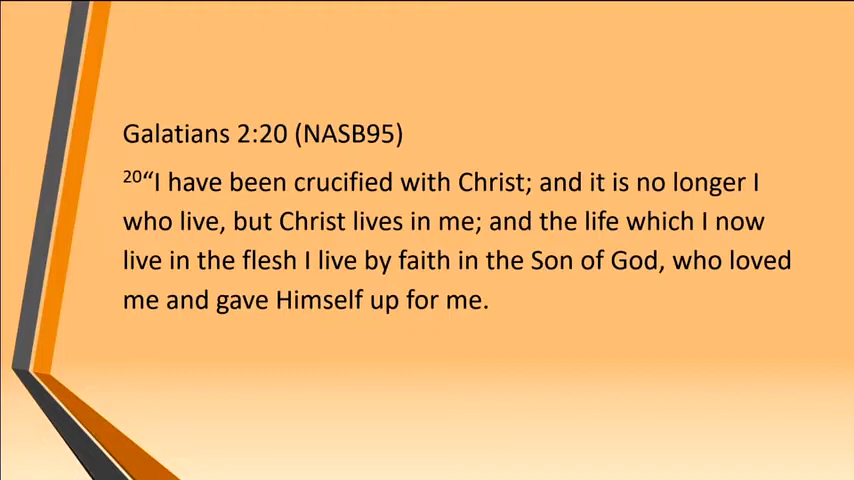 Galatians 2:20 (NASB95)
20“I have been crucified with Christ; and it is no longer I
who live, but Christ lives in me; and the life which I now
live in the flesh I live by faith in the Son of God, who loved
me and gave Himself up for me.